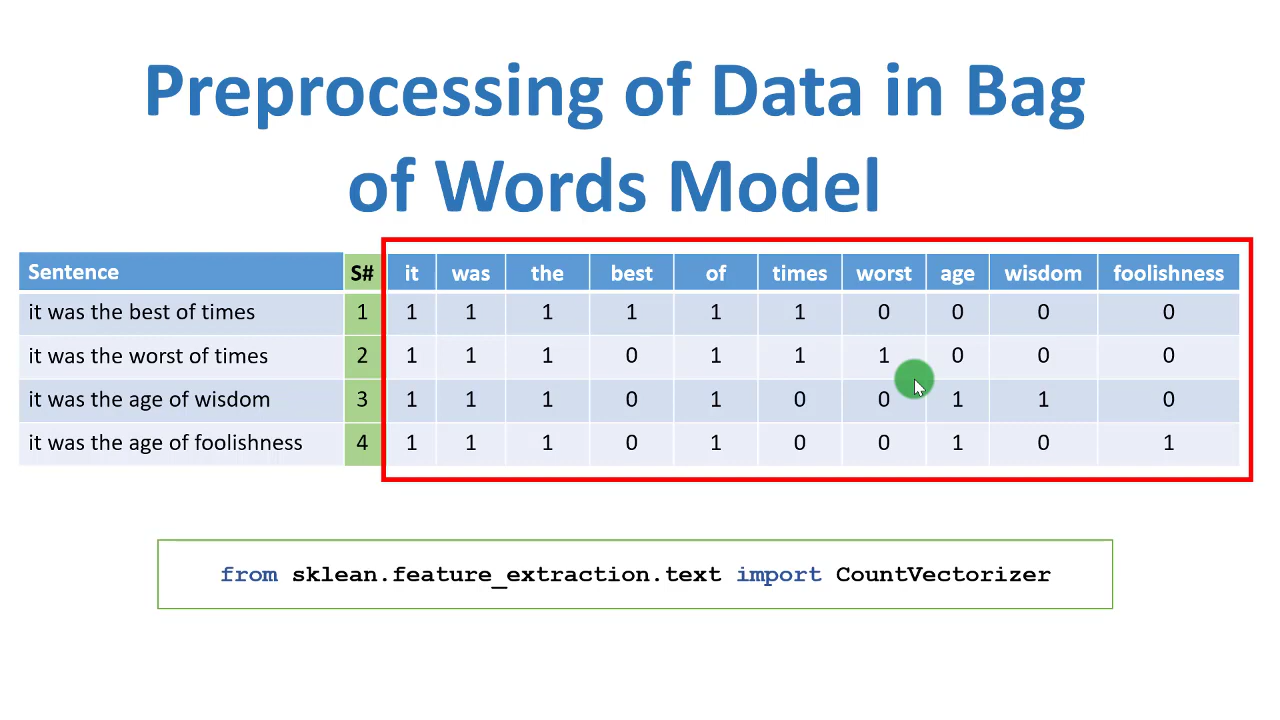 Preprocessing of Data in Bag
of Words Model
Sentence S# it was the best of times worst age wisdom foolishness
it was the best of times 1 1 1 1 1 1 1 0 0 0 0
it was the worst of times 2 1 1 1 0 1 1 1 0 0 0
it was the age of wisdom 3 1 1 1 0 1 0 0 1 1 0
it was the age of foolishness 4 1 1 1 0 1 0 0 1 0 1
from sklean.feature_extraction.text import CountVectorizer